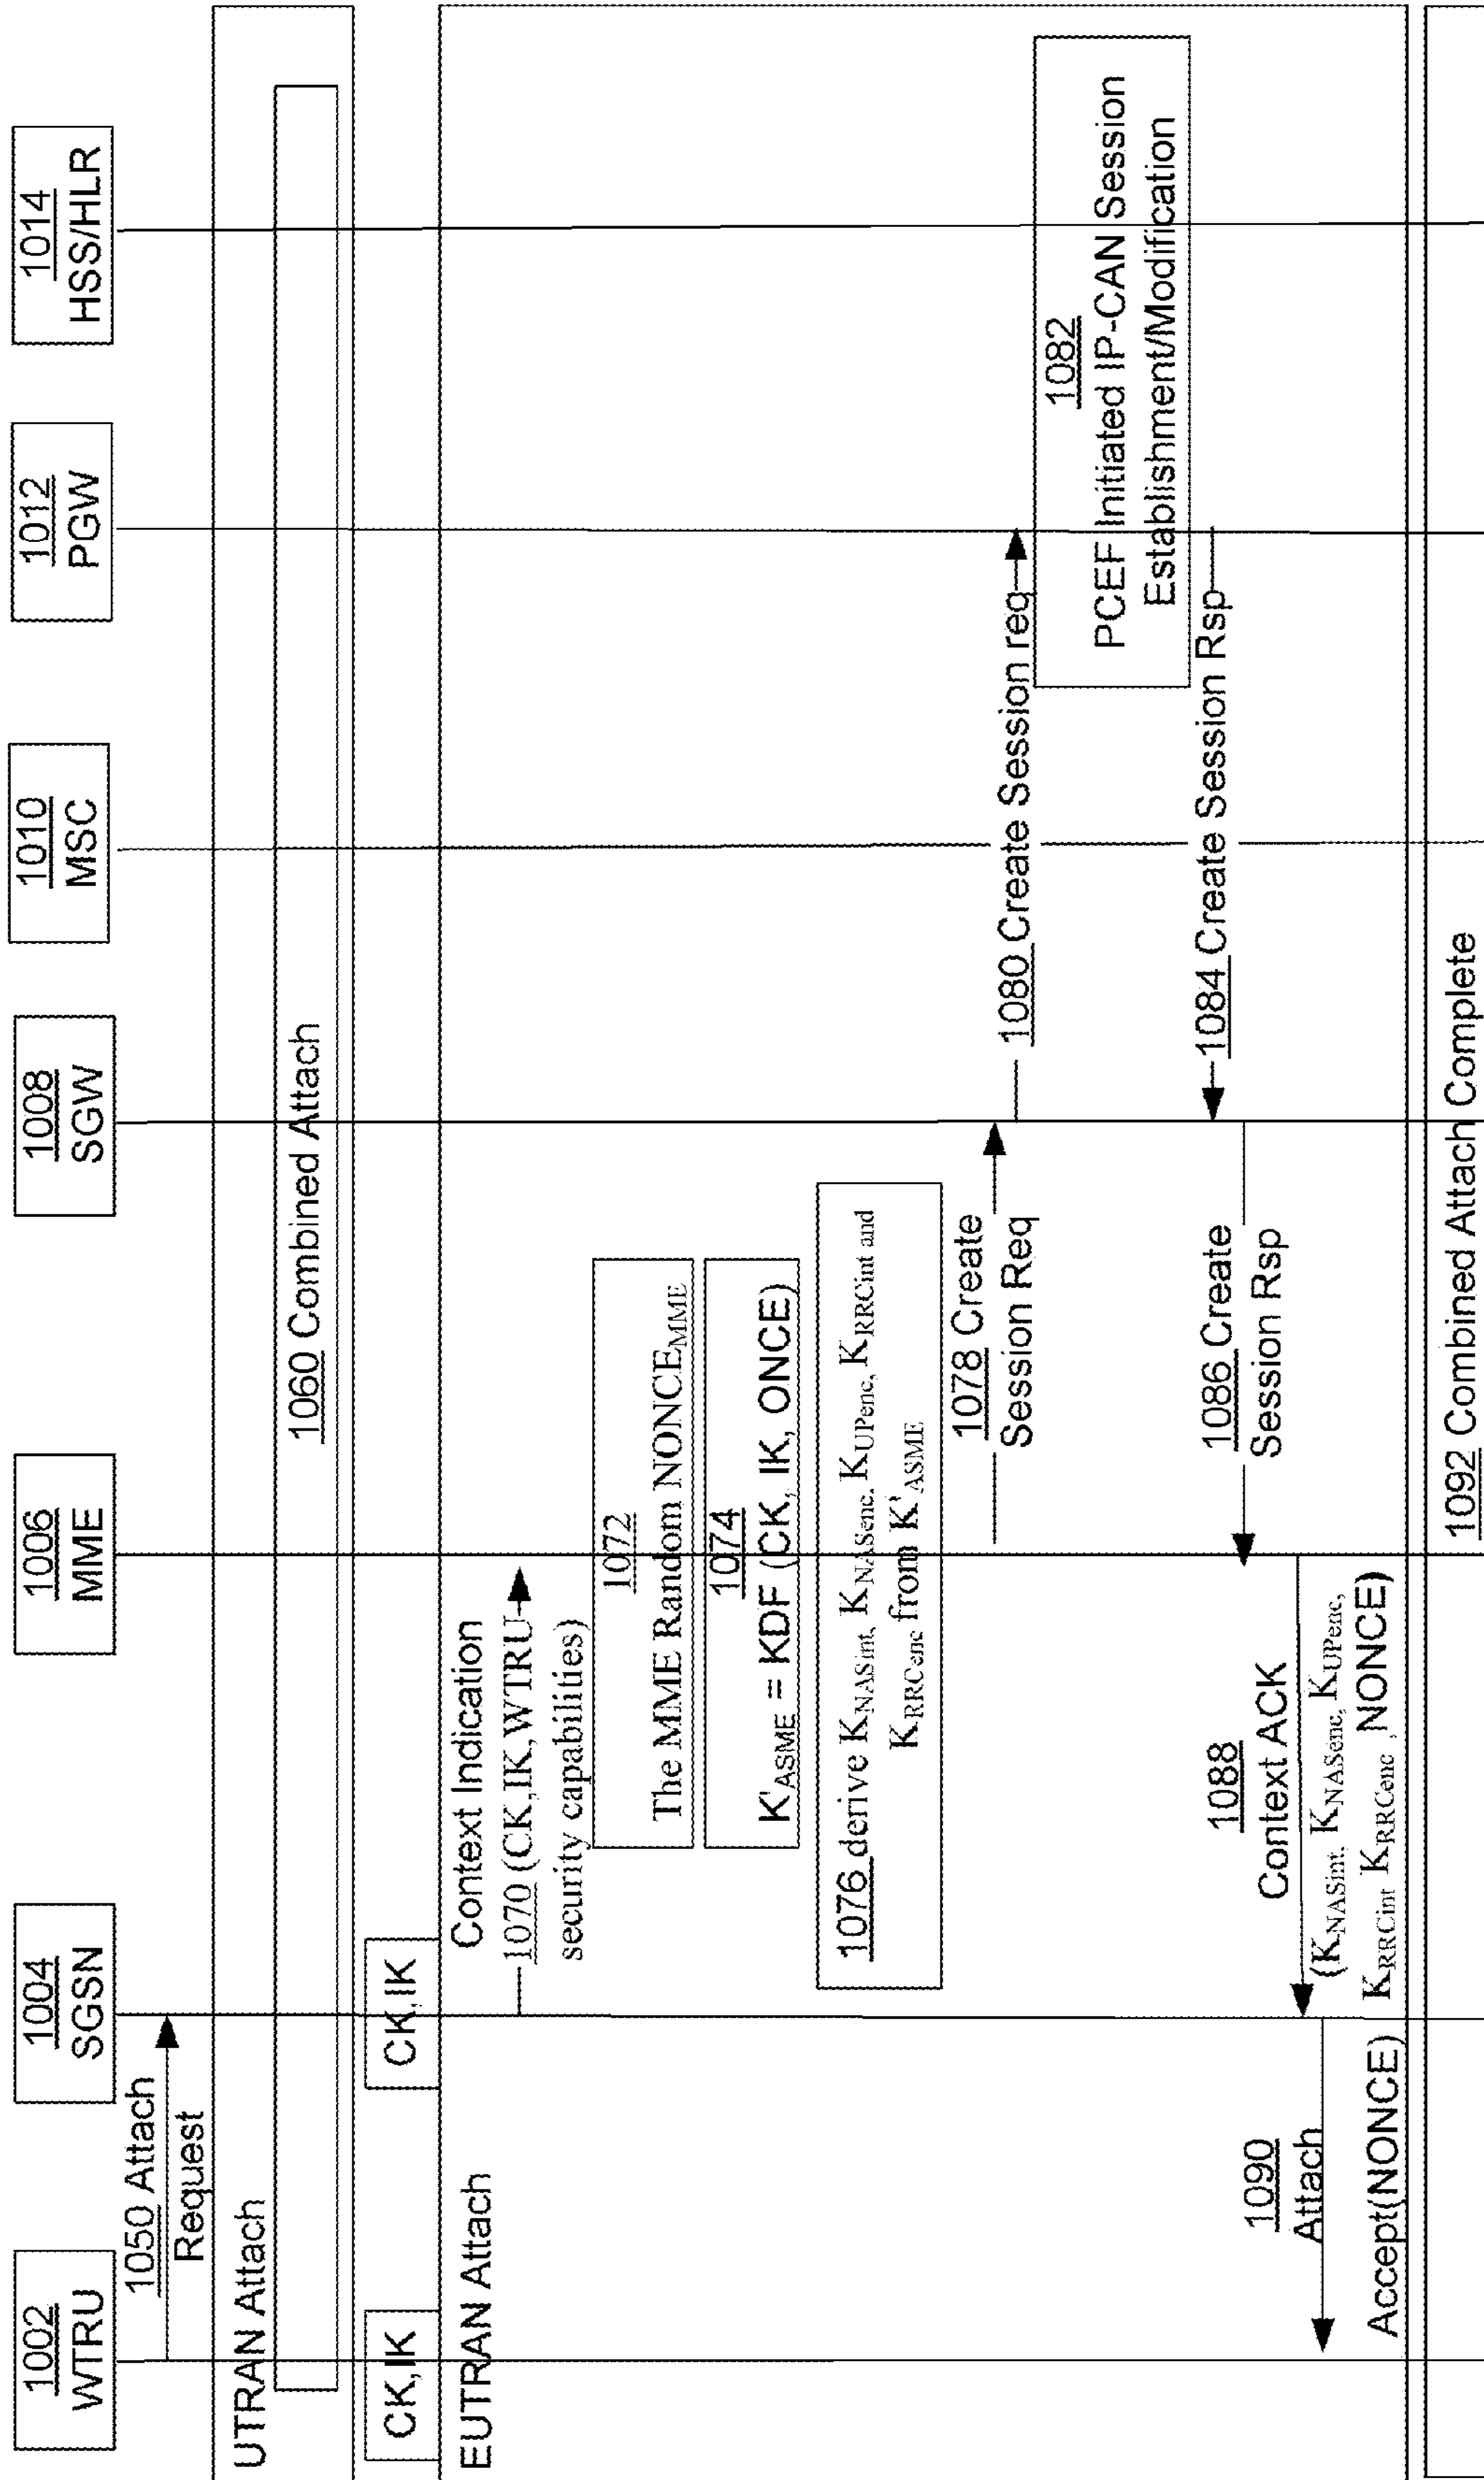 1002
WTRU
1004
SGSN
1006
MME
1008
SGW
1010
MSC
1012
PGW
1014
HSS/HLR
1050 Attach
Request
UTRAN Attach
1060 Combined Attach
CK,IK
CK,IK
EUTRAN Attach
Context Indication
1070 (CK,IK,WTRU
security capabilities)
1072
The MME Random NONCE_MME
1074
K'_ASME = KDF (CK, IK, ONCE)
1076 derive K_NASint, K_NASenc, K_UPenc, K_RRCint and
K_RRCenc from K'_ASME
1078 Create
Session Req
1080 Create Session req
1082
PCEF Initiated IP-CAN Session
Establishment/Modification
1084 Create Session Rsp
1086 Create
Session Rsp
1088
Context ACK
(K_NASint, K_NASenc, K_UPenc,
K_RRCint K_RRCenc , NONCE)
1090
Attach
Accept(NONCE)
1092 Combined Attach Complete